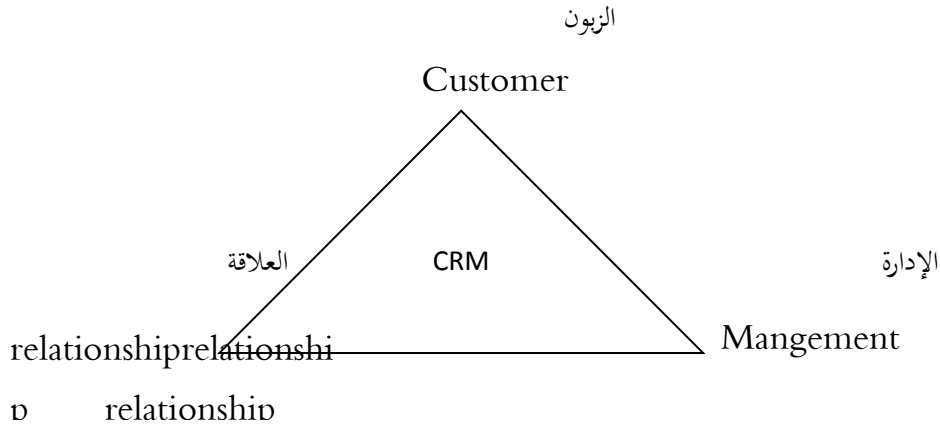 الزبون
Customer
العلاقة CRM الإدارة
Mangement
relationshiprelationshi
p relationship